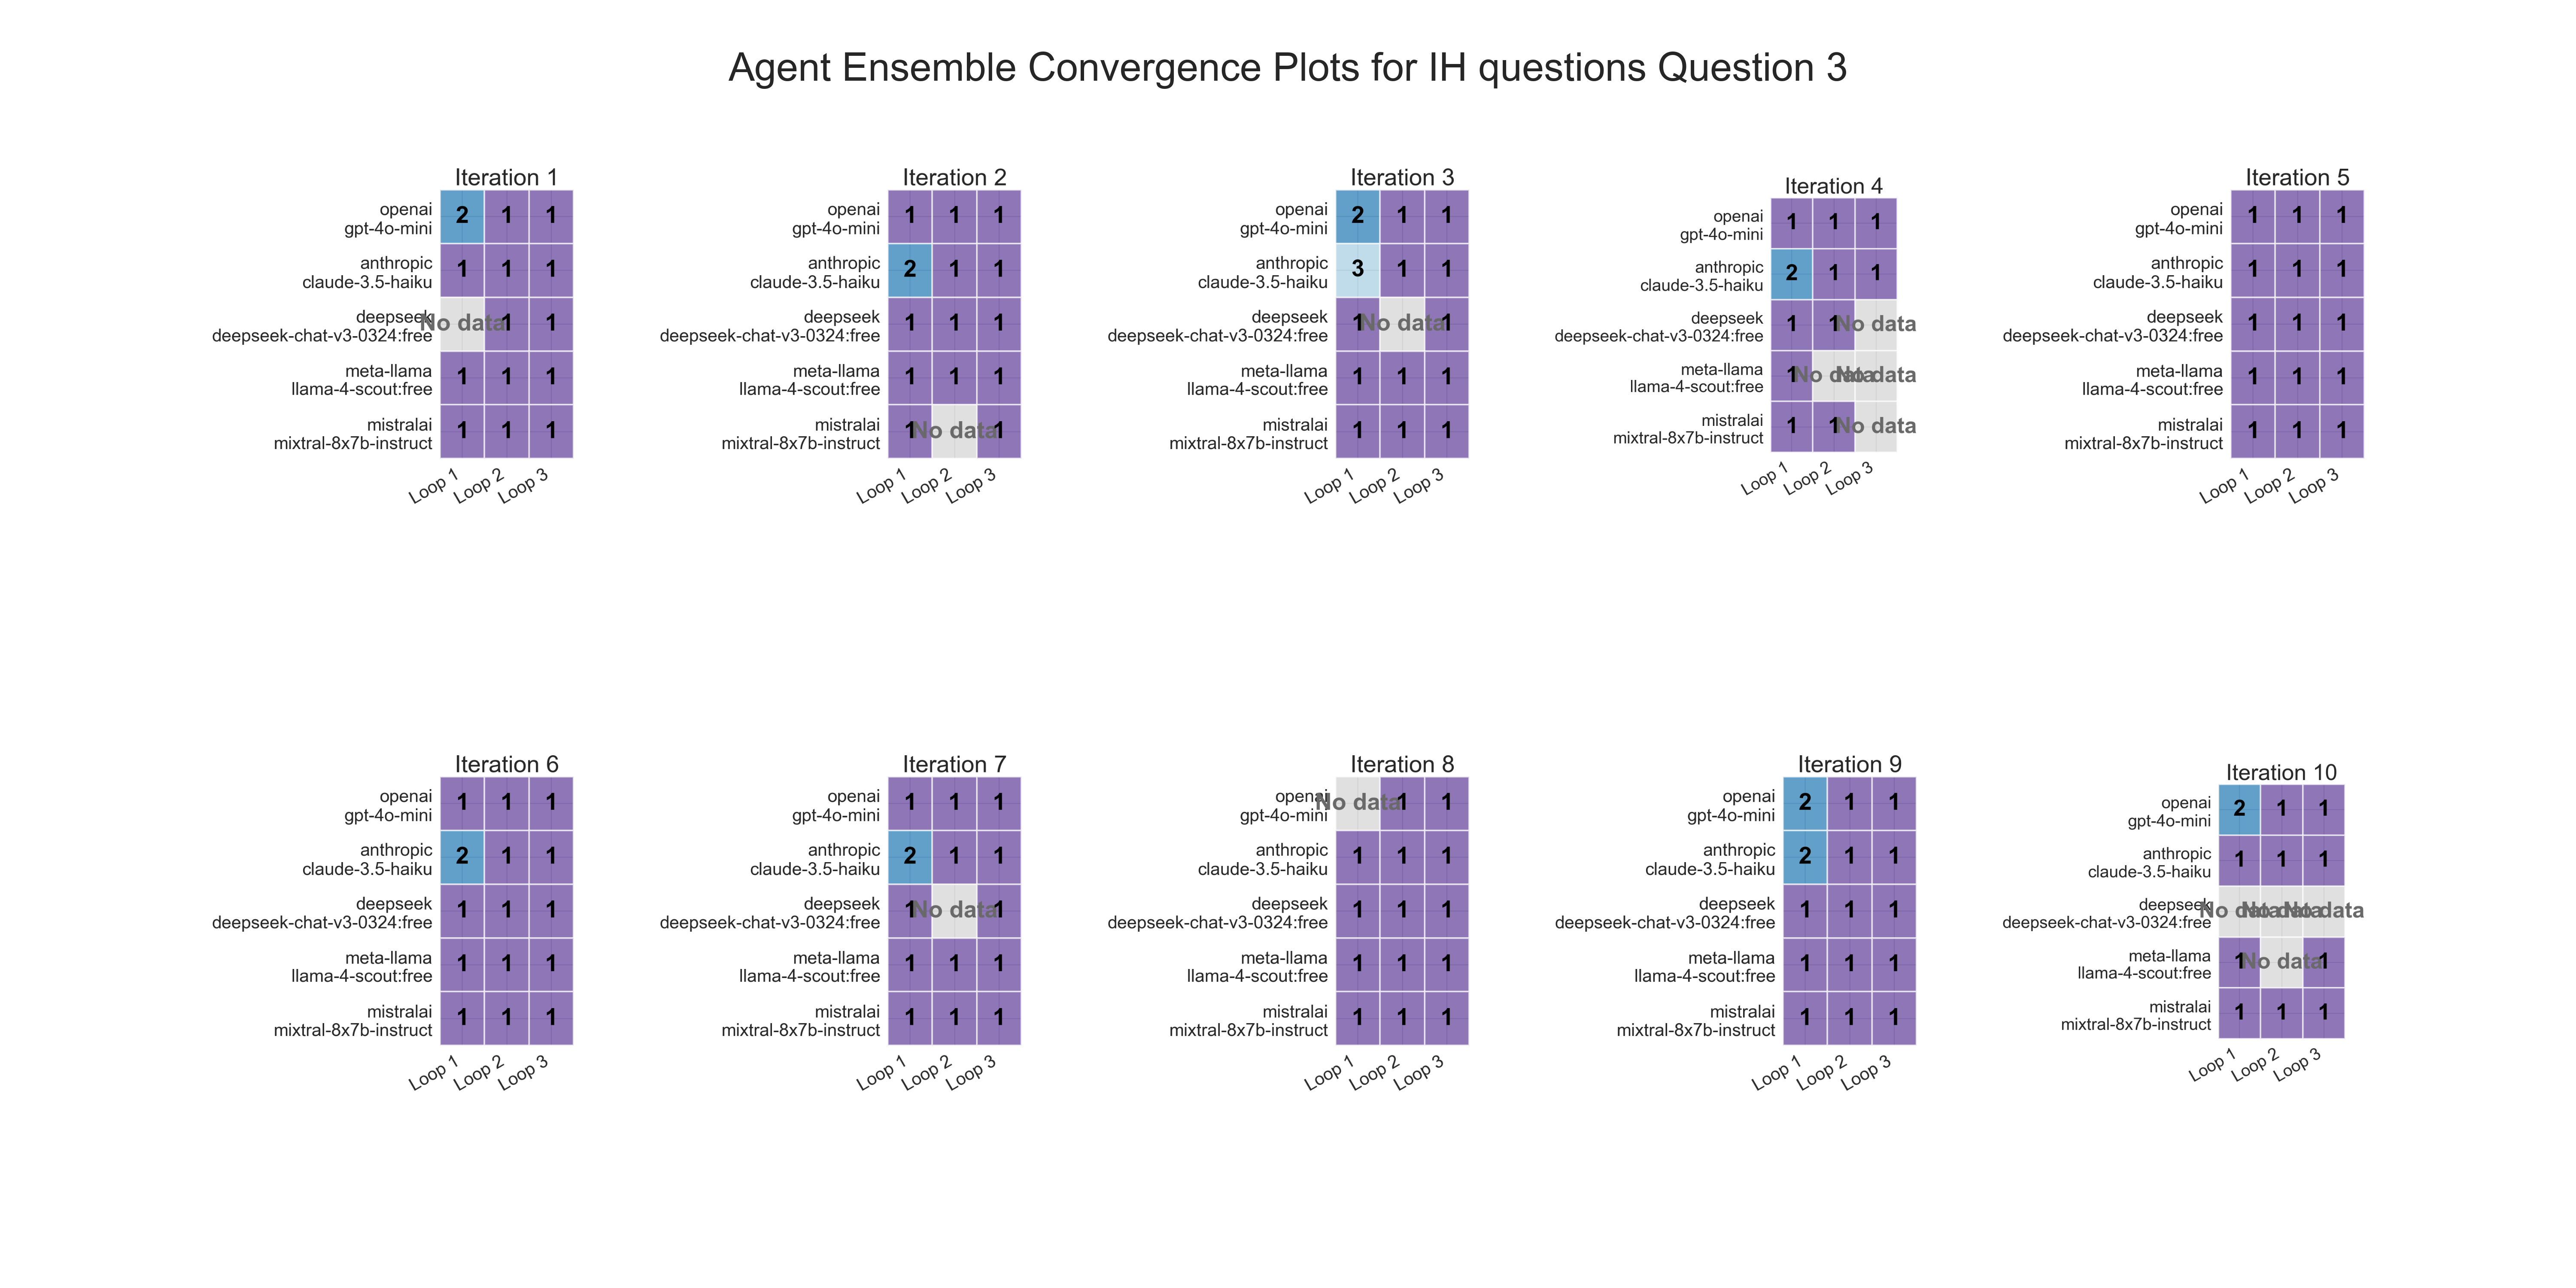 Agent Ensemble Convergence Plots for IH questions Question 3
Iteration 1
openai
gpt-4o-mini
2 1 1
anthropic
claude-3.5-haiku
1 1 1
deepseek
deepseek-chat-v3-0324:free
No data 1 1
meta-llama
llama-4-scout:free
1 1 1
mistralai
mixtral-8x7b-instruct
1 1 1
Loop 1 Loop 2 Loop 3
Iteration 2
openai
gpt-4o-mini
1 1 1
anthropic
claude-3.5-haiku
2 1 1
deepseek
deepseek-chat-v3-0324:free
1 1 1
meta-llama
llama-4-scout:free
1 1 1
mistralai
mixtral-8x7b-instruct
1 No data 1
Loop 1 Loop 2 Loop 3
Iteration 3
openai
gpt-4o-mini
2 1 1
anthropic
claude-3.5-haiku
3 1 1
deepseek
deepseek-chat-v3-0324:free
1 No data 1
meta-llama
llama-4-scout:free
1 1 1
mistralai
mixtral-8x7b-instruct
1 1 1
Loop 1 Loop 2 Loop 3
Iteration 4
openai
gpt-4o-mini
1 1 1
anthropic
claude-3.5-haiku
2 1 1
deepseek
deepseek-chat-v3-0324:free
1 1 No data
meta-llama
llama-4-scout:free
1 No data No data
mistralai
mixtral-8x7b-instruct
1 1 No data
Loop 1 Loop 2 Loop 3
Iteration 5
openai
gpt-4o-mini
1 1 1
anthropic
claude-3.5-haiku
1 1 1
deepseek
deepseek-chat-v3-0324:free
1 1 1
meta-llama
llama-4-scout:free
1 1 1
mistralai
mixtral-8x7b-instruct
1 1 1
Loop 1 Loop 2 Loop 3
Iteration 6
openai
gpt-4o-mini
1 1 1
anthropic
claude-3.5-haiku
2 1 1
deepseek
deepseek-chat-v3-0324:free
1 1 1
meta-llama
llama-4-scout:free
1 1 1
mistralai
mixtral-8x7b-instruct
1 1 1
Loop 1 Loop 2 Loop 3
Iteration 7
openai
gpt-4o-mini
1 1 1
anthropic
claude-3.5-haiku
2 1 1
deepseek
deepseek-chat-v3-0324:free
1 No data 1
meta-llama
llama-4-scout:free
1 1 1
mistralai
mixtral-8x7b-instruct
1 1 1
Loop 1 Loop 2 Loop 3
Iteration 8
openai
gpt-4o-mini
No data 1 1
anthropic
claude-3.5-haiku
1 1 1
deepseek
deepseek-chat-v3-0324:free
1 1 1
meta-llama
llama-4-scout:free
1 1 1
mistralai
mixtral-8x7b-instruct
1 1 1
Loop 1 Loop 2 Loop 3
Iteration 9
openai
gpt-4o-mini
2 1 1
anthropic
claude-3.5-haiku
2 1 1
deepseek
deepseek-chat-v3-0324:free
1 1 1
meta-llama
llama-4-scout:free
1 1 1
mistralai
mixtral-8x7b-instruct
1 1 1
Loop 1 Loop 2 Loop 3
Iteration 10
openai
gpt-4o-mini
2 1 1
anthropic
claude-3.5-haiku
1 1 1
deepseek
deepseek-chat-v3-0324:free
No data No data No data
meta-llama
llama-4-scout:free
1 No data 1
mistralai
mixtral-8x7b-instruct
1 1 1
Loop 1 Loop 2 Loop 3